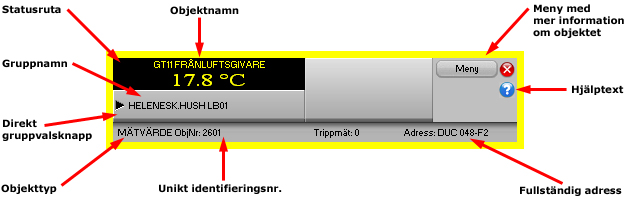 Statusruta
Objektnamn
Meny med
mer information
om objektet
Gruppnamn
GT11 FRÅNLUFTSGIVARE
17.8 °C
Meny
Hjälptext
HELENESK.HUSH LB01
Direkt
gruppvalsknapp
MÄTVÄRDE ObjNr: 2601
Trippmät: 0
Adress: DUC 048-F2
Objekttyp
Unikt identifieringsnr.
Fullständig adress